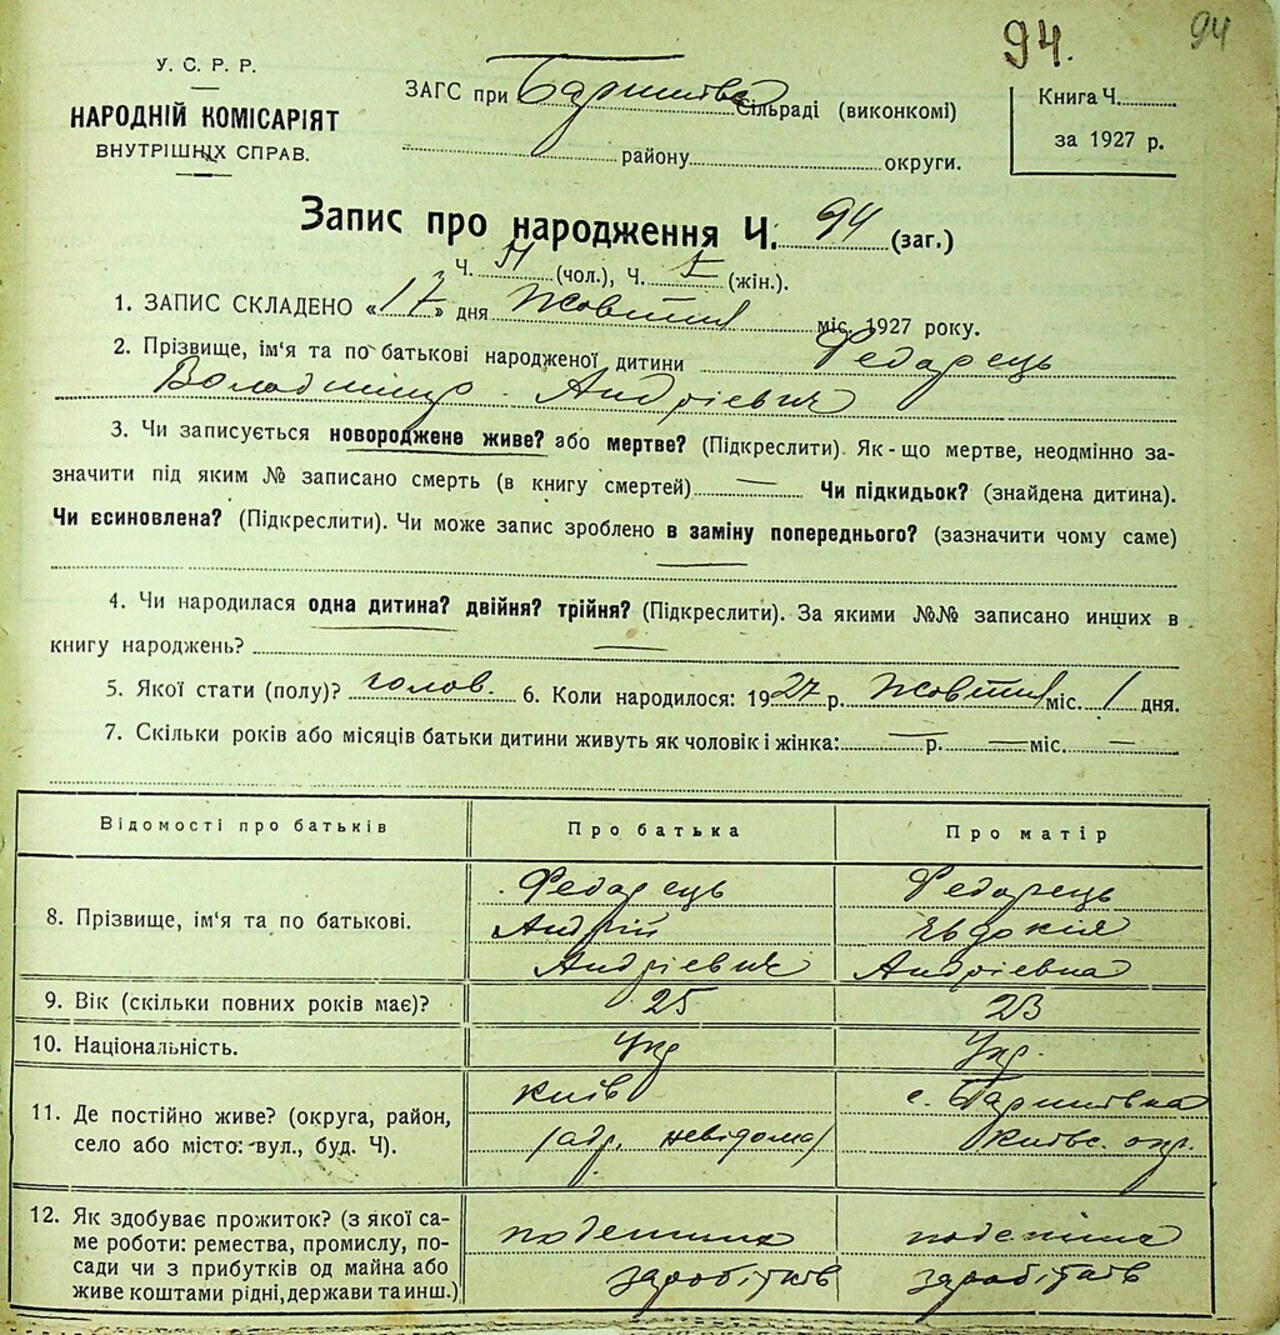 94.
94
У. С. Р. Р.
НАРОДНІЙ КОМІСАРІЯТ
ВНУТРІШНІХ СПРАВ.
ЗАГС при Баришівс Сільраді (виконкомі)
району округи.
Книга Ч.
за 1927 р.
Запис про народження Ч. 94 (заг.)
Ч. (чол.), Ч. (жін.).
1. ЗАПИС СКЛАДЕНО «17» дня Жовтня міс. 1927 року.
2. Прізвище, ім'я та по батькові народженої дитини Федорець
Володимир Андрієвич
3. Чи записується новороджене живе? або мертве? (Підкреслити). Як-що мертве, неодмінно за-
значити під яким № записано смерть (в книгу смертей) — Чи підкидьок? (знайдена дитина).
Чи всиновлена? (Підкреслити). Чи може запис зроблено в заміну попереднього? (зазначити чому саме)
—
4. Чи народилася одна дитина? двійня? трійня? (Підкреслити). За якими №№ записано инших в
книгу народжень? —
5. Якої стати (полу)? чолов. 6. Коли народилося: 1927 р. Жовтня міс. 1 дня.
7. Скільки років або місяців батьки дитини живуть як чоловік і жінка: — р. — міс. —
Відомості про батьків Про батька Про матір
8. Прізвище, ім'я та по батькові.
Федорець
Андрій
Андрієвич
Федорець
Евдокія
Андрієвна
9. Вік (скільки повних років має)? 25 23
10. Національність. Укр Укр.
11. Де постійно живе? (округа, район,
село або місто: вул., буд. Ч).
Київ
(адр. невідома)
с. Баришівка
Київс. окр.
12. Як здобуває прожиток? (з якої са-
ме роботи: ремества, промислу, по-
сади чи з прибутків од майна або
живе коштами рідні, держави та инш.)
поденних
заробітків
поденних
заробітків